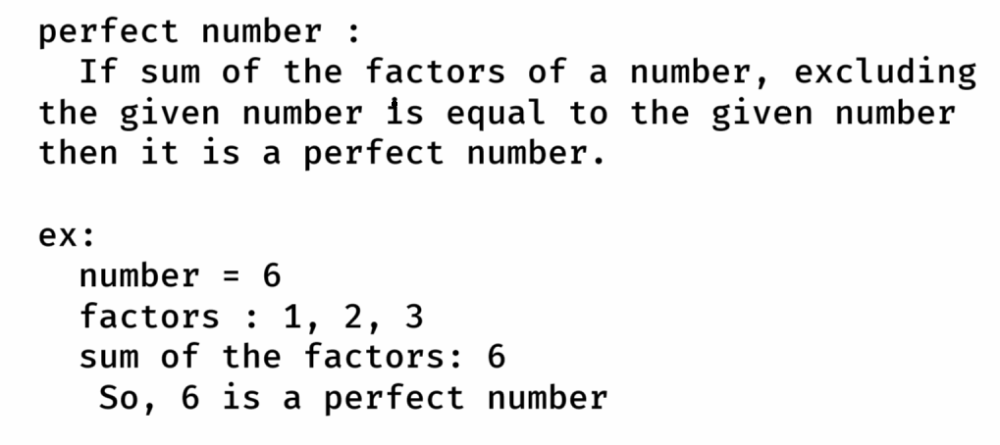 perfect number :
If sum of the factors of a number, excluding
the given number is equal to the given number
then it is a perfect number.
ex:
number = 6
factors : 1, 2, 3
sum of the factors: 6
So, 6 is a perfect number